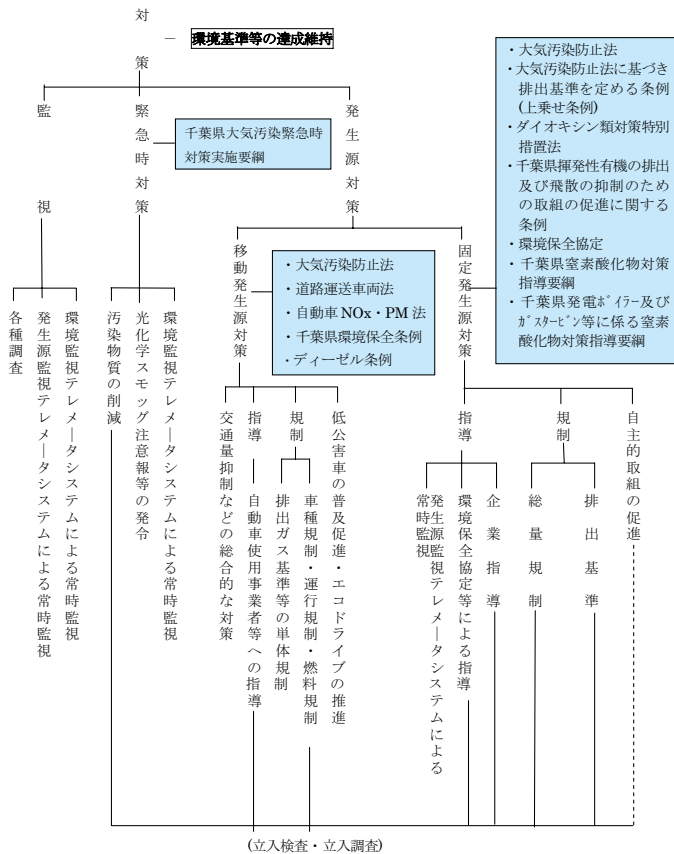 対策
－
環境基準等の達成維持
発生源対策
緊急時対策
監視
千葉県大気汚染緊急時
対策実施要綱
・大気汚染防止法
・大気汚染防止法に基づき
排出基準を定める条例
(上乗せ条例)
・ダイオキシン類対策特別
措置法
・千葉県揮発性有機の排出
及び飛散の抑制のため
の取組の促進に関する
条例
・環境保全協定
・千葉県窒素酸化物対策
指導要綱
・千葉県発電ﾎﾞｲﾗｰ及び
ｶﾞｽﾀｰﾋﾞﾝ等に係る窒素
酸化物対策指導要綱
固定発生源対策
移動発生源対策
・大気汚染防止法
・道路運送車両法
・自動車 NOx・PM 法
・千葉県環境保全条例
・ディーゼル条例
環境監視テレメータシステムによる常時監視
光化学スモッグ注意報等の発令
汚染物質の削減
環境監視テレメータシステムによる常時監視
発生源監視テレメータシステムによる常時監視
各種調査
自主的取組の促進
規制
指導
低公害車の普及促進・エコドライブの推進
規制
指導
交通量抑制などの総合的な対策
排出基準
総量規制
企業指導
環境保全協定等による指導
発生源監視テレメータシステムによる
常時監視
車種規制・運行規制・燃料規制
排出ガス基準等の単体規制
自動車使用事業者等への指導
(立入検査・立入調査)